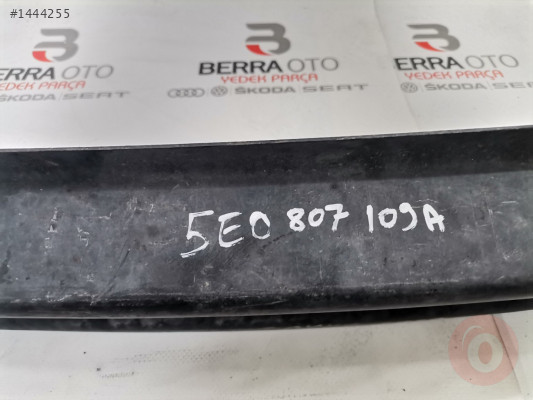 #1444255
BERRA OTO BERRA OTO BERRA OTO
YEDEK PARÇA YEDEK PARÇA YEDEK PARÇA
ŠKODA SEAT ŠKODA SEAT ŠKODA SEAT
5E0 807 109A